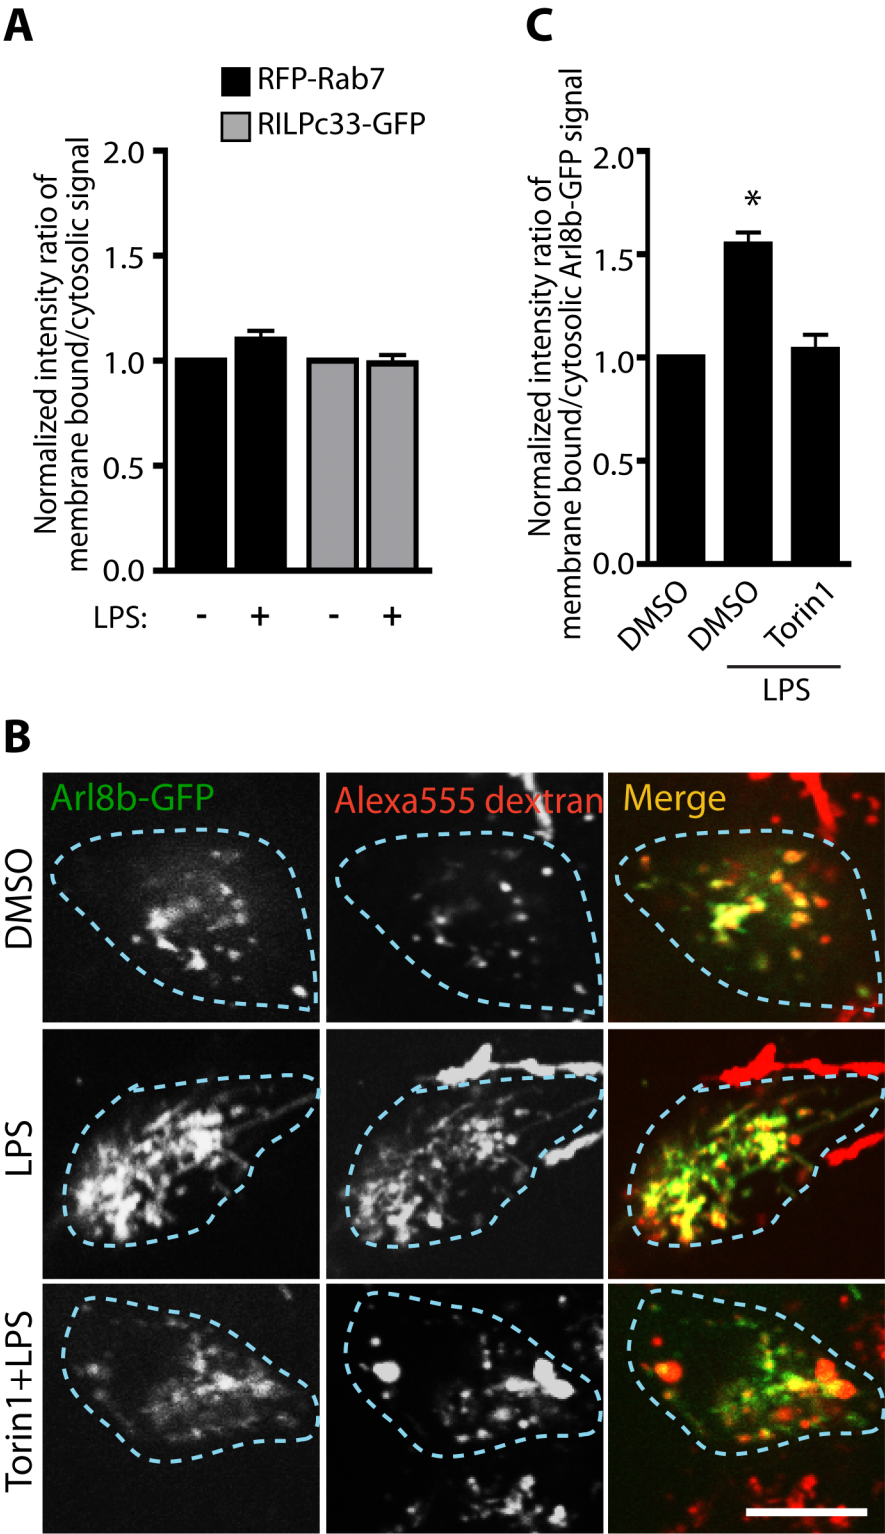 A
RFP-Rab7
RILPc33-GFP
Normalized intensity ratio of
membrane bound/cytosolic signal
2.0
1.5
1.0
0.5
0.0
LPS: - + - +
C
Normalized intensity ratio of
membrane bound/cytosolic Arl8b-GFP signal
2.0
1.5
1.0
0.5
0.0
*
DMSO
DMSO
Torin1
LPS
B
Arl8b-GFP
Alexa555 dextran
Merge
DMSO
LPS
Torin1+LPS